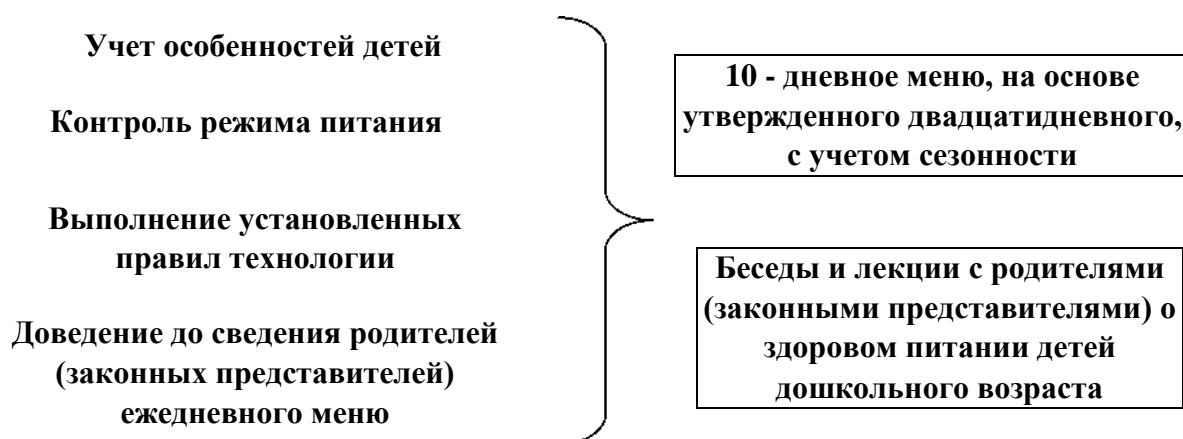 Учет особенностей детей
Контроль режима питания
Выполнение установленных
правил технологии
Доведение до сведения родителей
(законных представителей)
ежедневного меню
10 - дневное меню, на основе
утвержденного двадцатидневного,
с учетом сезонности
Беседы и лекции с родителями
(законными представителями) о
здоровом питании детей
дошкольного возраста